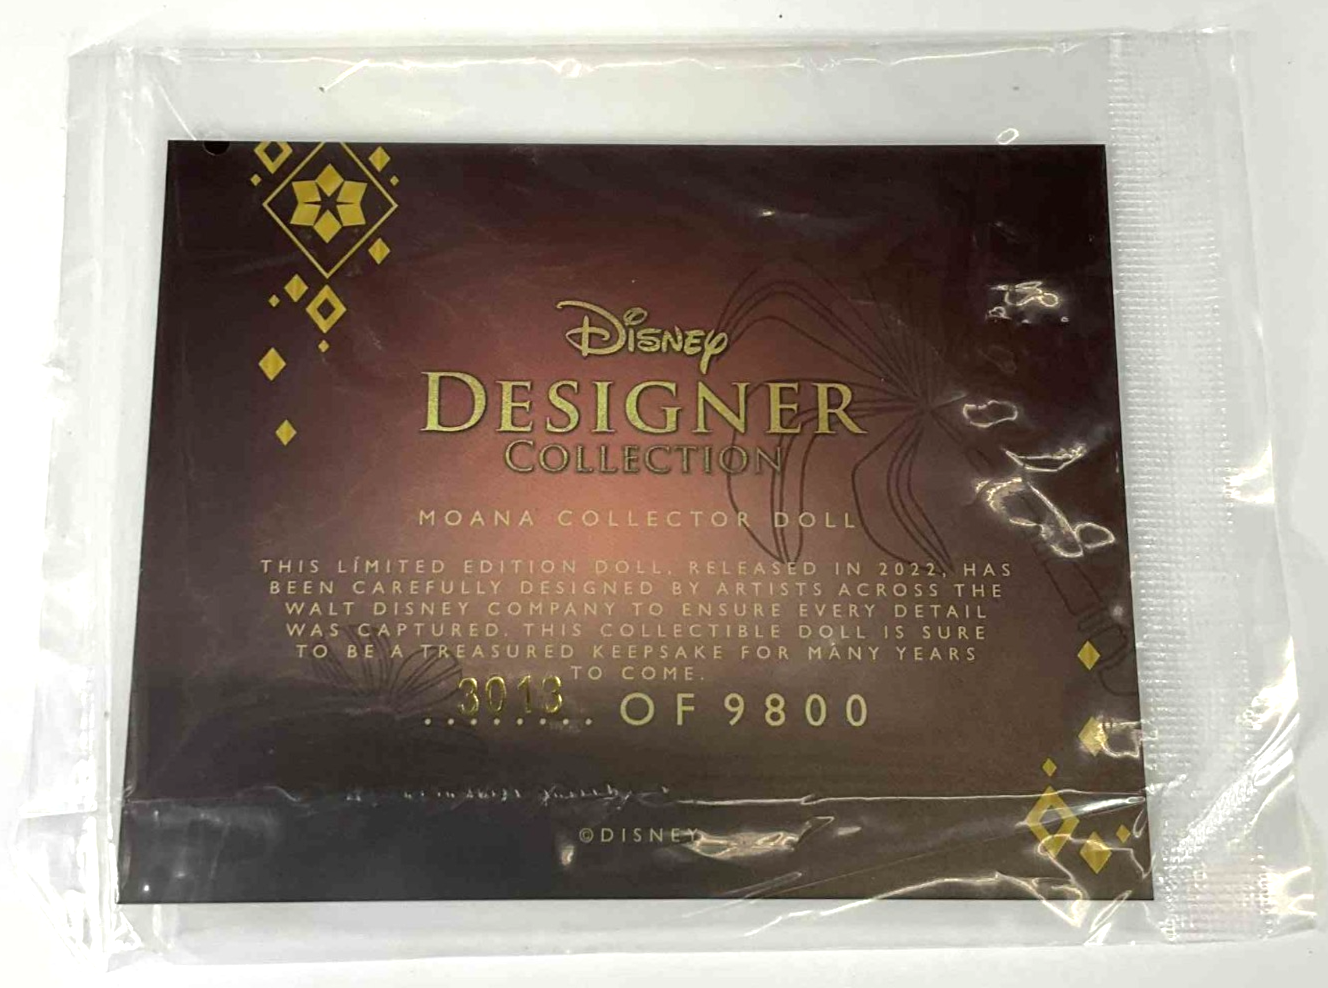 Disney
DESIGNER
COLLECTION
MOANA COLLECTOR DOLL
THIS LIMITED EDITION DOLL, RELEASED IN 2022, HAS
BEEN CAREFULLY DESIGNED BY ARTISTS ACROSS THE
WALT DISNEY COMPANY TO ENSURE EVERY DETAIL
WAS CAPTURED. THIS COLLECTIBLE DOLL IS SURE
TO BE A TREASURED KEEPSAKE FOR MANY YEARS
TO COME.
3013 OF 9800
©DISNEY